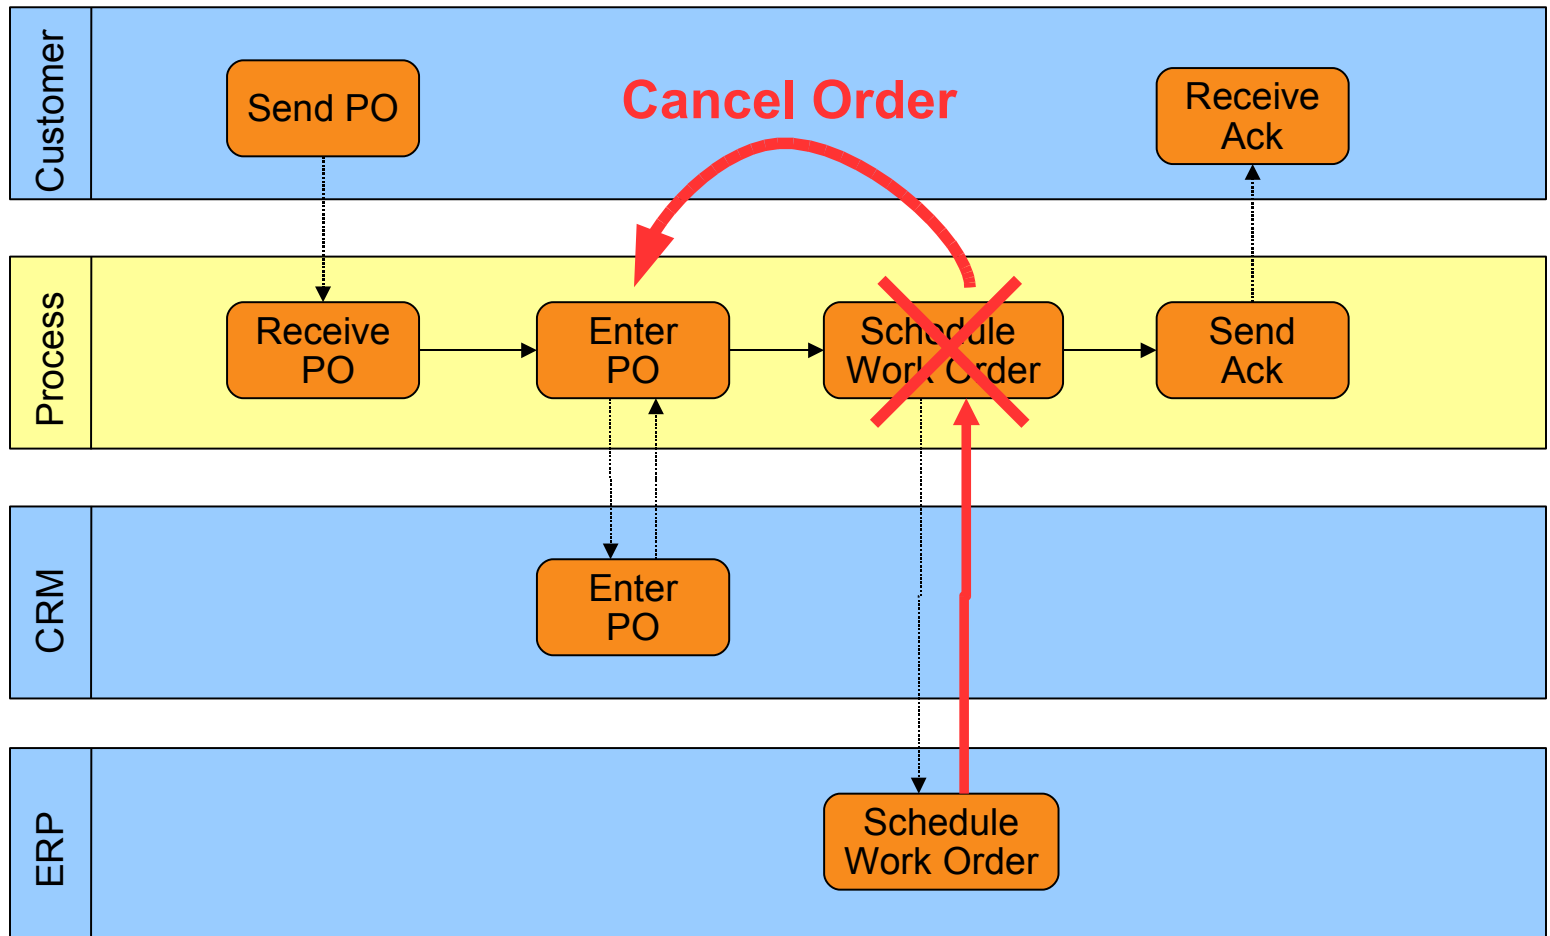 Customer
Send PO
Cancel Order
Receive
Ack
Process
Receive
PO
Enter
PO
Schedule
Work Order
Send
Ack
CRM
Enter
PO
ERP
Schedule
Work Order